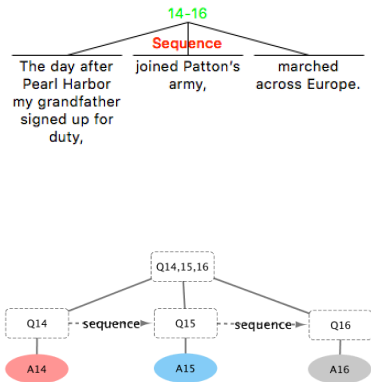 14-16
Sequence
The day after
Pearl Harbor
my grandfather
signed up for
duty,
joined Patton's
army,
marched
across Europe.
Q14,15,16
Q14
sequence
Q15
sequence
Q16
A14
A15
A16